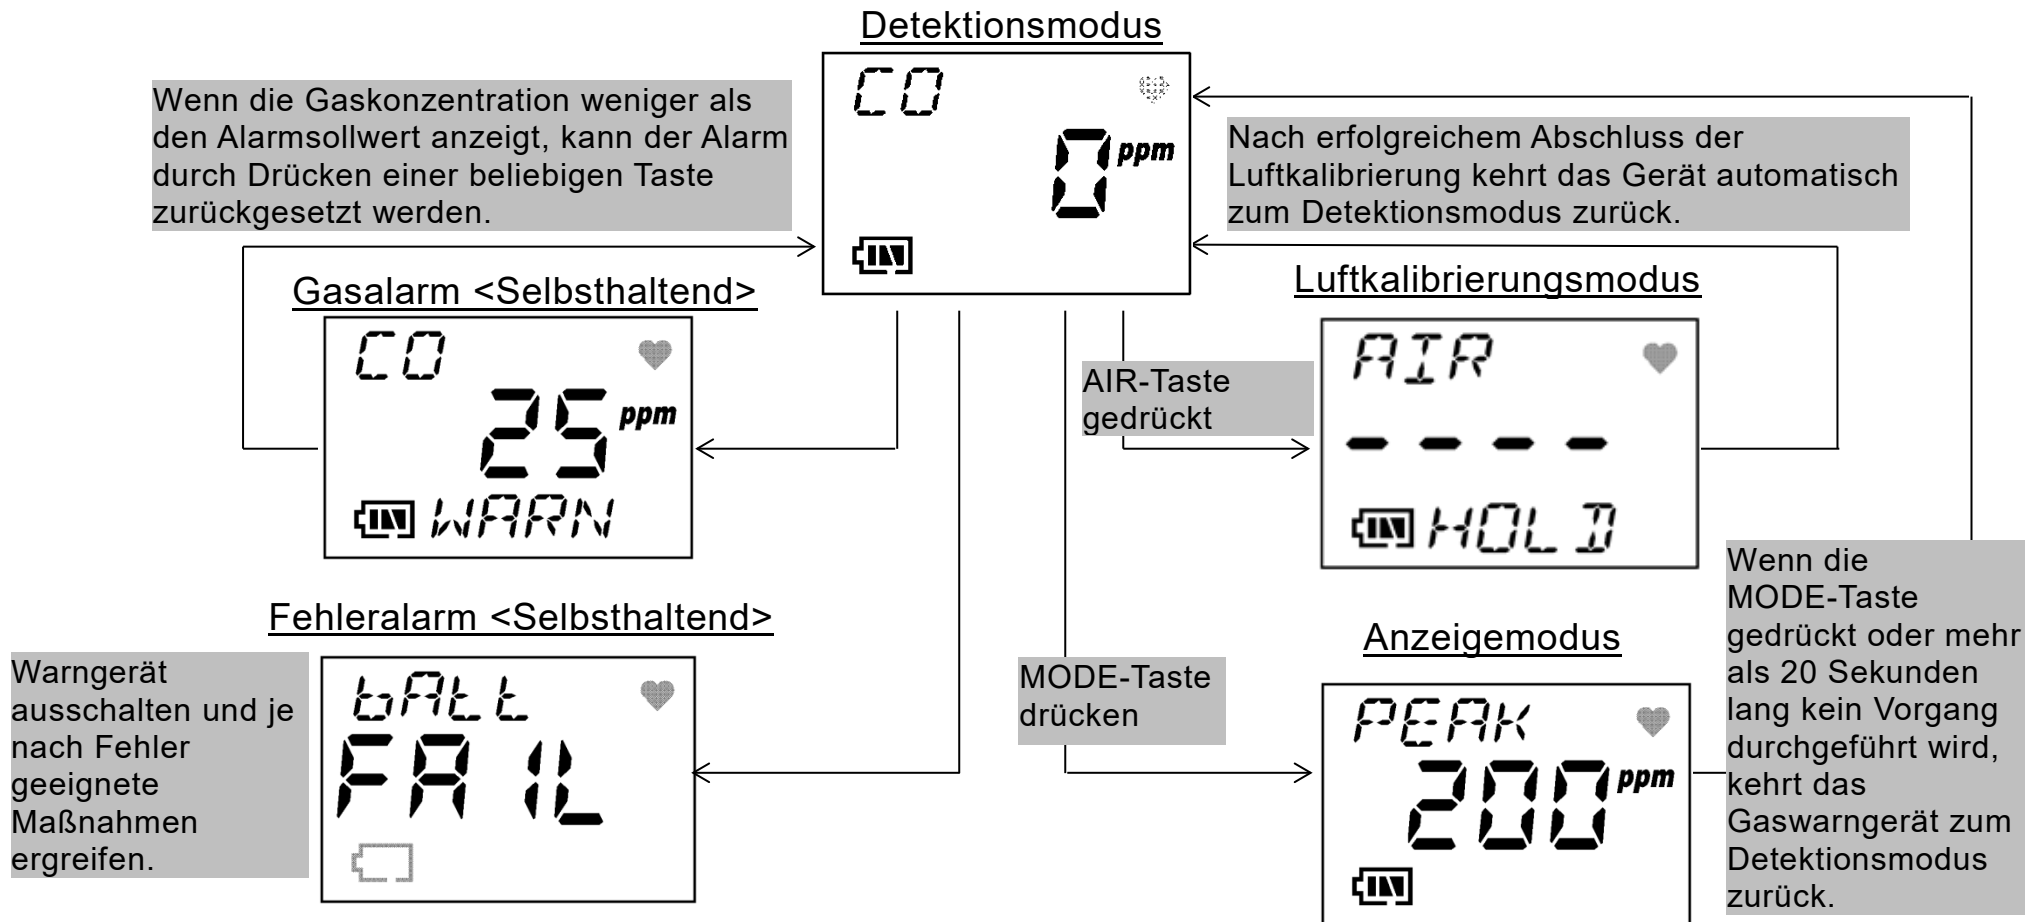 Detektionsmodus
CO
0 ppm
Wenn die Gaskonzentration weniger als
den Alarmsollwert anzeigt, kann der Alarm
durch Drücken einer beliebigen Taste
zurückgesetzt werden.
Nach erfolgreichem Abschluss der
Luftkalibrierung kehrt das Gerät automatisch
zum Detektionsmodus zurück.
Gasalarm <Selbsthaltend>
CO
25 ppm
WARN
Luftkalibrierungsmodus
AIR-Taste
gedrückt
AIR
- - - -
HOLD
Fehleralarm <Selbsthaltend>
Warngerät
ausschalten und je
nach Fehler
geeignete
Maßnahmen
ergreifen.
bAtt
FAIL
MODE-Taste
drücken
Anzeigemodus
PEAK
200 ppm
Wenn die
MODE-Taste
gedrückt oder mehr
als 20 Sekunden
lang kein Vorgang
durchgeführt wird,
kehrt das
Gaswarngerät zum
Detektionsmodus
zurück.